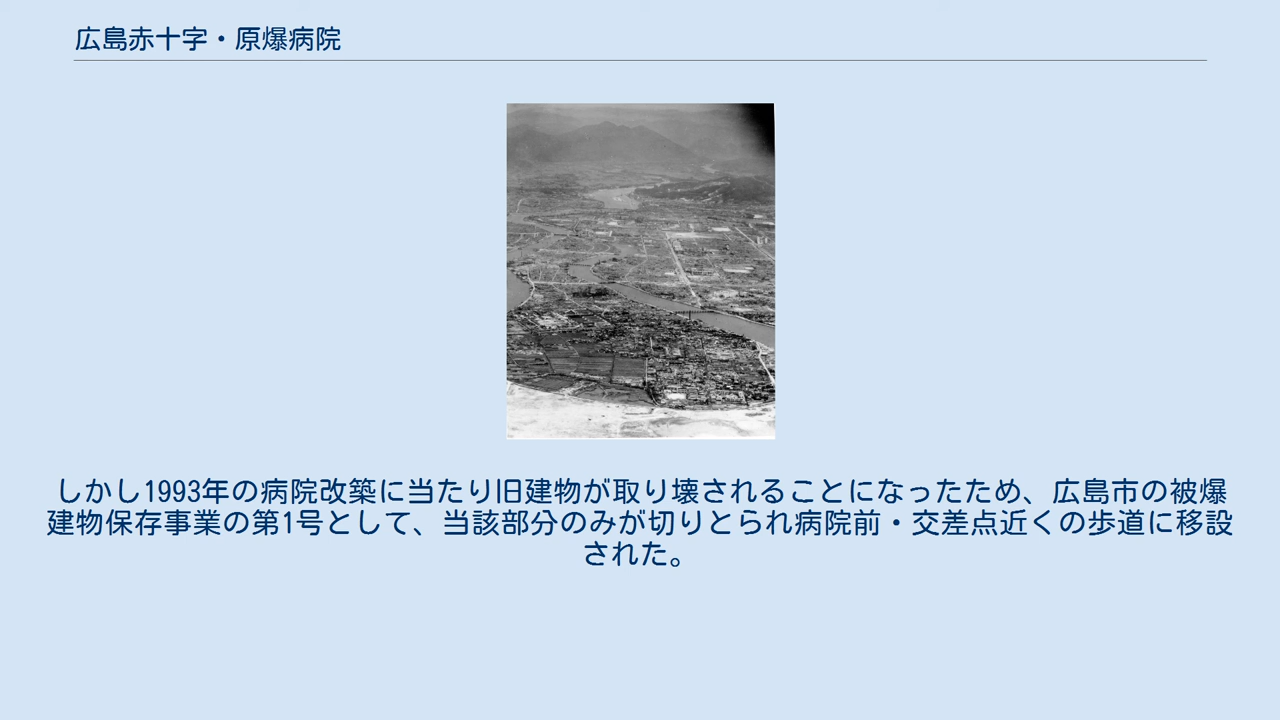 広島赤十字・原爆病院
しかし1993年の病院改築に当たり旧建物が取り壊されることになったため、広島市の被爆
建物保存事業の第1号として、当該部分のみが切りとられ病院前・交差点近くの歩道に移設
された。